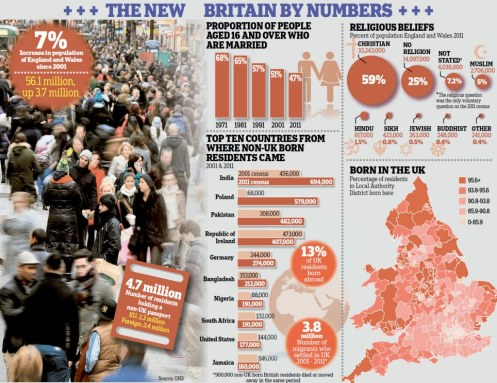 +++ THE NEW BRITAIN BY NUMBERS +++
7%
Increase in population
of England and Wales
since 2001
56.1 million,
up 3.7 million
4.7 million
Number of residents
holding a
non-UK passport
EU: 2.3 million
Foreign: 2.4 million
Source: ONS
PROPORTION OF PEOPLE
AGED 16 AND OVER WHO
ARE MARRIED
68% 65% 57% 51% 47%
1971 1981 1991 2001 2011
TOP TEN COUNTRIES FROM
WHERE NON-UK BORN
RESIDENTS CAME
2001 & 2011
India 2001 census 456,000
2011 census 694,000
Poland 58,000
579,000
Pakistan 308,000
482,000
Republic of Ireland 473,000
407,000
Germany 244,000
274,000
Bangladesh 153,000
212,000
Nigeria 88,000
191,000
South Africa
191,000
United States 144,000
177,000
Jamaica 146,000
160,000
13%
of UK
residents
born
abroad
3.8
million
Number of
migrants who
settled in UK
2001 - 2011*
*900,000 non UK born British residents died or moved
away in the same period
RELIGIOUS BELIEFS
Percent of population England and Wales 2011
CHRISTIAN
33,243,000
59%
NO
RELIGION
14,097,000
25%
NOT
STATED*
4,038,000
7.2%
MUSLIM
2,706,000
5%
*The religious question
was the only voluntary
question on the 2011 census
HINDU
817,000
1.5%
SIKH
423,000
0.8%
JEWISH
263,000
0.5%
BUDDHIST
248,000
0.4%
OTHER
0.4%
BORN IN THE UK
Percentage of residents
in Local Authority
District born here
95.6+
93.8-95.6
90.8-93.8
85.9-90.8
0-85.9